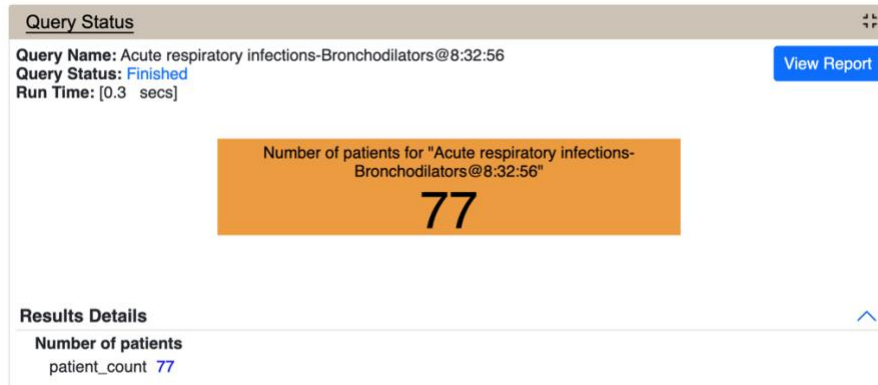 Query Status
Query Name: Acute respiratory infections-Bronchodilators@8:32:56
View Report
Query Status: Finished
Run Time: [0.3 secs]
Number of patients for "Acute respiratory infections-
Bronchodilators@8:32:56"
77
Results Details
Number of patients
patient_count 77